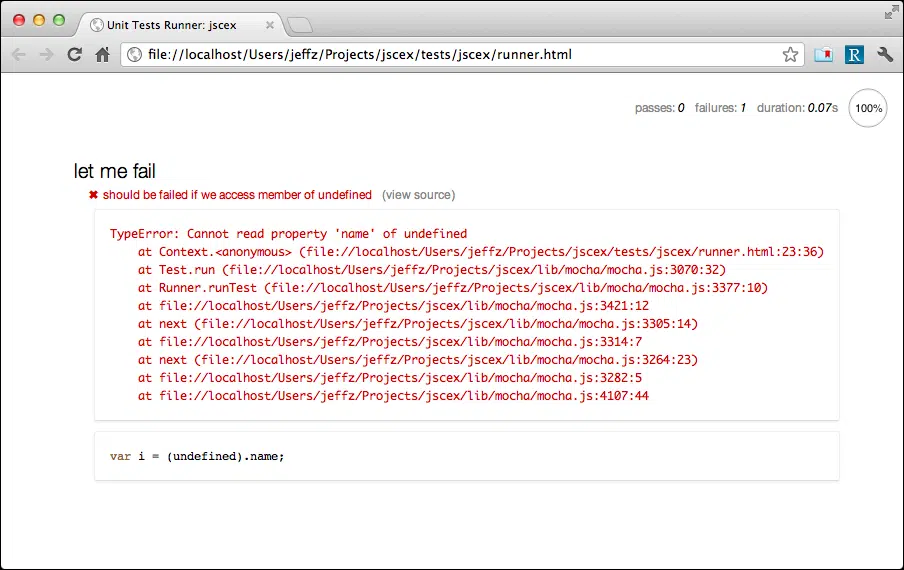 Unit Tests Runner: jscex
file://localhost/Users/jeffz/Projects/jscex/tests/jscex/runner.html
R
passes: 0 failures: 1 duration: 0.07s 100%
let me fail
✖ should be failed if we access member of undefined (view source)
TypeError: Cannot read property 'name' of undefined
at Context.<anonymous> (file://localhost/Users/jeffz/Projects/jscex/tests/jscex/runner.html:23:36)
at Test.run (file://localhost/Users/jeffz/Projects/jscex/lib/mocha/mocha.js:3070:32)
at Runner.runTest (file://localhost/Users/jeffz/Projects/jscex/lib/mocha/mocha.js:3377:10)
at file://localhost/Users/jeffz/Projects/jscex/lib/mocha/mocha.js:3421:12
at next (file://localhost/Users/jeffz/Projects/jscex/lib/mocha/mocha.js:3305:14)
at file://localhost/Users/jeffz/Projects/jscex/lib/mocha/mocha.js:3314:7
at next (file://localhost/Users/jeffz/Projects/jscex/lib/mocha/mocha.js:3264:23)
at file://localhost/Users/jeffz/Projects/jscex/lib/mocha/mocha.js:3282:5
at file://localhost/Users/jeffz/Projects/jscex/lib/mocha/mocha.js:4107:44
var i = (undefined).name;